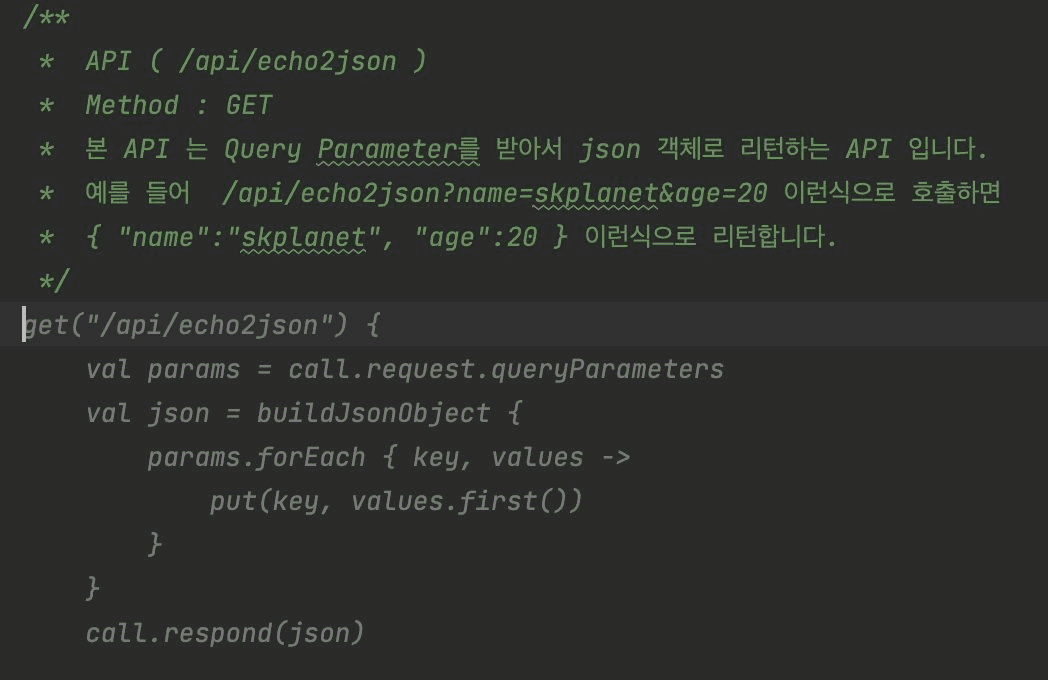 /**
 *  API ( /api/echo2json )
 *  Method : GET
 *  본 API 는 Query Parameter를 받아서 json 객체로 리턴하는 API 입니다.
 *  예를 들어  /api/echo2json?name=skplanet&age=20 이런식으로 호출하면
 *  { "name":"skplanet", "age":20 } 이런식으로 리턴합니다.
 */
get("/api/echo2json") {
    val params = call.request.queryParameters
    val json = buildJsonObject {
        params.forEach { key, values ->
            put(key, values.first())
        }
    }
    call.respond(json)